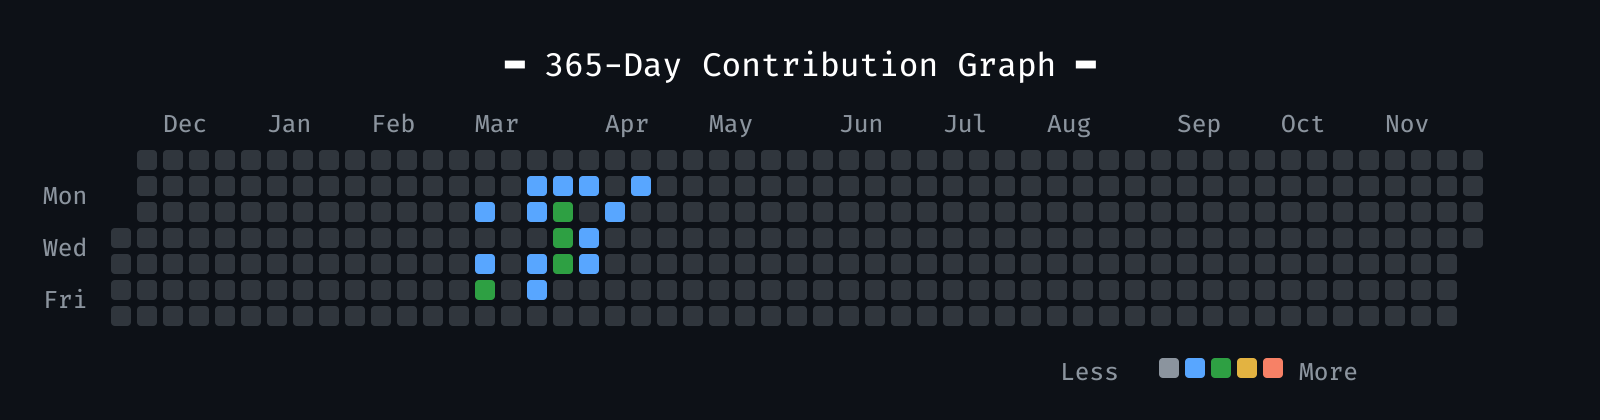 ━ 365-Day Contribution Graph ━
Dec Jan Feb Mar Apr May Jun Jul Aug Sep Oct Nov
Mon
Wed
Fri
Less More